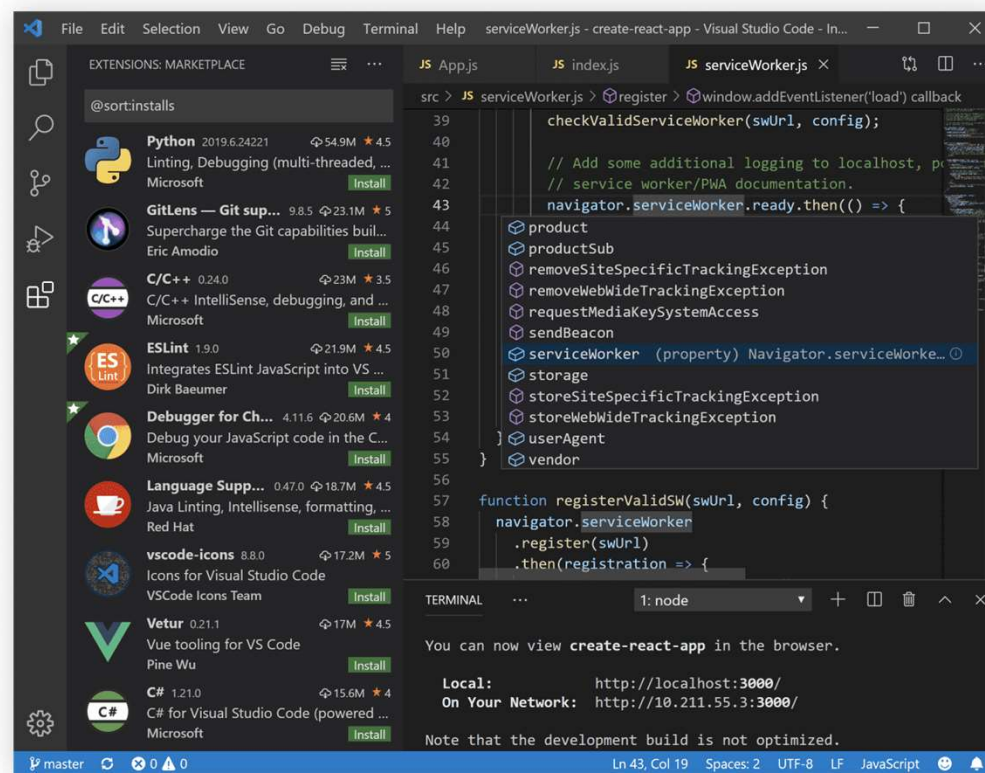 File Edit Selection View Go Debug Terminal Help serviceWorker.js - create-react-app - Visual Studio Code - In...
EXTENSIONS: MARKETPLACE
@sort:installs
Python 2019.6.24221 54.9M ★ 4.5
Linting, Debugging (multi-threaded, ...
Microsoft Install
GitLens — Git sup... 9.8.5 23.1M ★ 5
Supercharge the Git capabilities buil...
Eric Amodio Install
C/C++
C/C++ 0.24.0 23M ★ 3.5
C/C++ IntelliSense, debugging, and ...
Microsoft Install
ES
Lint
ESLint 1.9.0 21.9M ★ 4.5
Integrates ESLint JavaScript into VS ...
Dirk Baeumer Install
Debugger for Ch... 4.11.6 20.6M ★ 4
Debug your JavaScript code in the C...
Microsoft Install
Language Supp... 0.47.0 18.7M ★ 4.5
Java Linting, Intellisense, formatting, ...
Red Hat Install
vscode-icons 8.8.0 17.2M ★ 5
Icons for Visual Studio Code
VSCode Icons Team Install
Vetur 0.21.1 17M ★ 4.5
Vue tooling for VS Code
Pine Wu Install
C#
C# 1.21.0 15.6M ★ 4
C# for Visual Studio Code (powered ...
Microsoft Install
JS App.js JS index.js JS serviceWorker.js
src > JS serviceWorker.js > register > window.addEventListener('load') callback
39 checkValidServiceWorker(swUrl, config);
40
41 // Add some additional logging to localhost, po
42 // service worker/PWA documentation.
43 navigator.serviceWorker.ready.then(() => {
44 product
45 productSub
46 removeSiteSpecificTrackingException
47 removeWebWideTrackingException
48 requestMediaKeySystemAccess
49 sendBeacon
50 serviceWorker (property) Navigator.serviceWorke...
51 storage
52 storeSiteSpecificTrackingException
53 storeWebWideTrackingException
54 } userAgent
55 } vendor
56
57 function registerValidSW(swUrl, config) {
58 navigator.serviceWorker
59 .register(swUrl)
60 .then(registration => {
TERMINAL ... 1: node
You can now view create-react-app in the browser.
Local: http://localhost:3000/
On Your Network: http://10.211.55.3:3000/
Note that the development build is not optimized.
master 0 0 Ln 43, Col 19 Spaces: 2 UTF-8 LF JavaScript